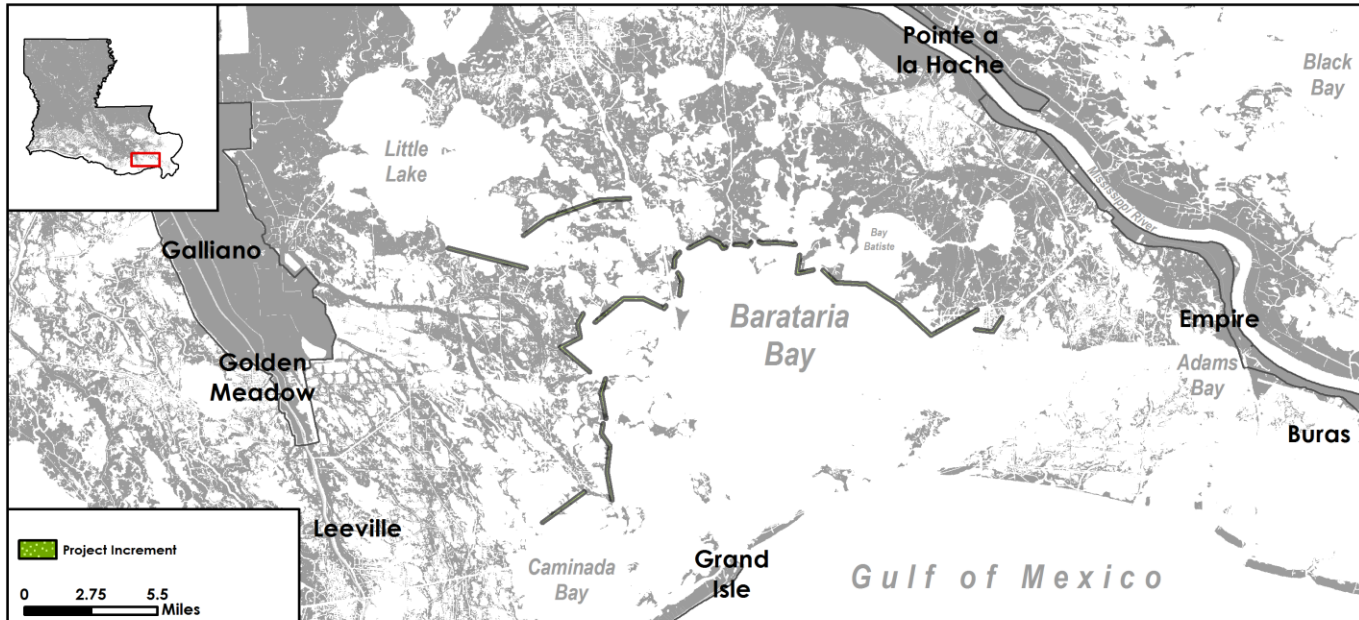 Pointe a
la Hache
Black
Bay
Little
Lake
Mississippi River
Galliano
Bay
Batiste
Barataria
Bay
Empire
Golden
Meadow
Adams
Bay
Buras
Leeville
Project Increment
Grand
Isle
Caminada
Bay
Gulf of Mexico
0 2.75 5.5
Miles